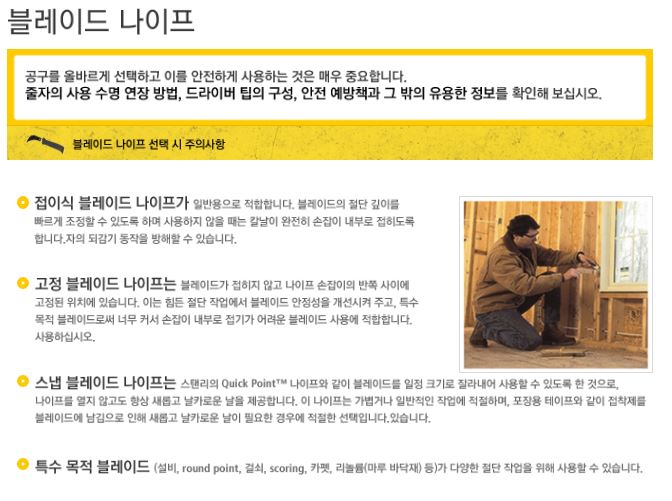 블레이드 나이프
공구를 올바르게 선택하고 이를 안전하게 사용하는 것은 매우 중요합니다.
줄자의 사용 수명 연장 방법, 드라이버 팁의 구성, 안전 예방책과 그 밖의 유용한 정보를 확인해 보십시오.
블레이드 나이프 선택 시 주의사항
접이식 블레이드 나이프가 일반용으로 적합합니다. 블레이드의 절단 깊이를
빠르게 조정할 수 있도록 하며 사용하지 않을 때는 칼날이 완전히 손잡이 내부로 접히도록
합니다.자의 되감기 동작을 방해할 수 있습니다.
고정 블레이드 나이프는 블레이드가 접히지 않고 나이프 손잡이의 반쪽 사이에
고정된 위치에 있습니다. 이는 힘든 절단 작업에서 블레이드 안정성을 개선시켜 주고, 특수
목적 블레이드로써 너무 커서 손잡이 내부로 접기가 어려운 블레이드 사용에 적합합니다.
사용하십시오.
스냅 블레이드 나이프는 스탠리의 Quick Point™ 나이프와 같이 블레이드를 일정 크기로 잘라내어 사용할 수 있도록 한 것으로,
나이프를 열지 않고도 항상 새롭고 날카로운 날을 제공합니다. 이 나이프는 가볍거나 일반적인 작업에 적절하며, 포장용 테이프와 같이 접착제를
블레이드에 남김으로 인해 새롭고 날카로운 날이 필요한 경우에 적절한 선택입니다.있습니다.
특수 목적 블레이드 (설비, round point, 걸쇠, scoring, 카펫, 리놀륨(마루 바닥재) 등)가 다양한 절단 작업을 위해 사용할 수 있습니다.